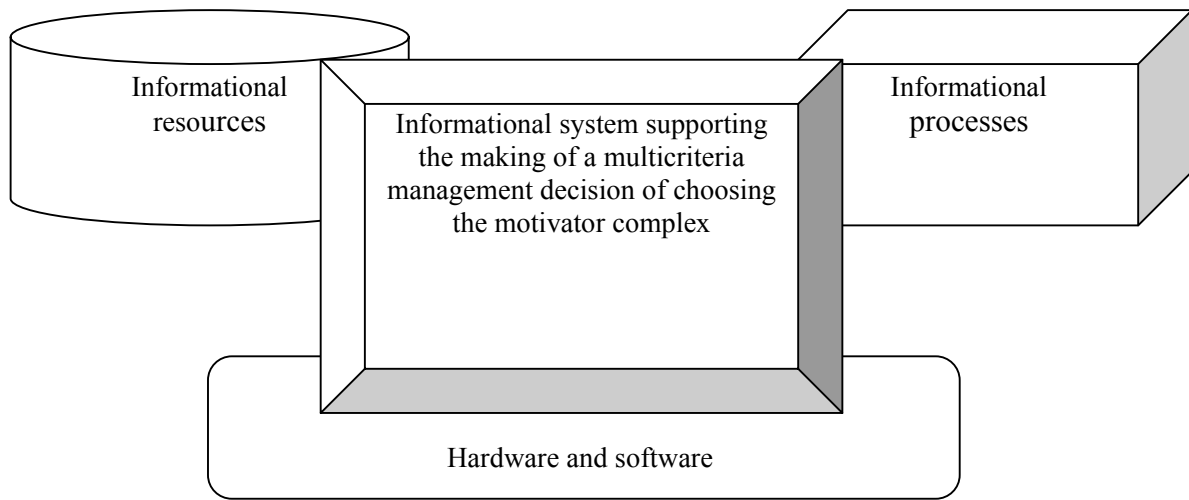 Informational
resources
Informational system supporting
the making of a multicriteria
management decision of choosing
the motivator complex
Informational
processes
Hardware and software